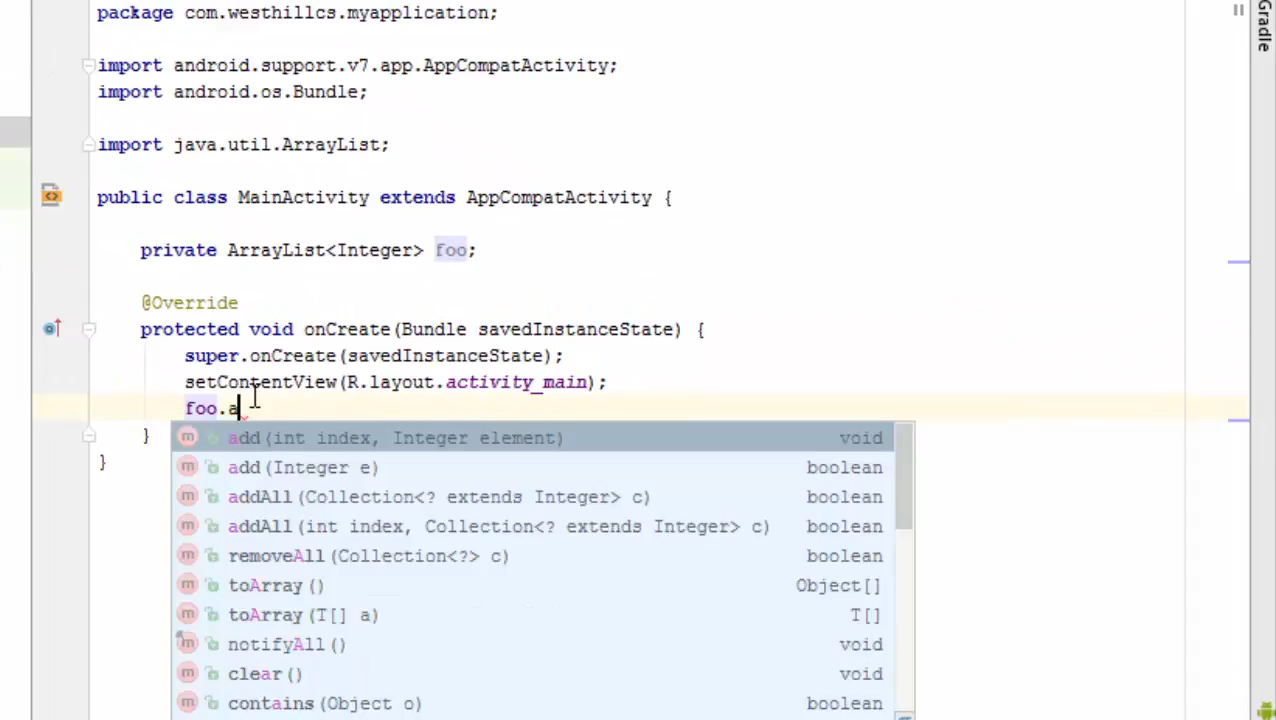 package com.westhillcs.myapplication;
import android.support.v7.app.AppCompatActivity;
import android.os.Bundle;
import java.util.ArrayList;
public class MainActivity extends AppCompatActivity {
private ArrayList<Integer> foo;
@Override
protected void onCreate(Bundle savedInstanceState) {
super.onCreate(savedInstanceState);
setContentView(R.layout.activity_main);
foo.a
}
}
add(int index, Integer element) void
add(Integer e) boolean
addAll(Collection<? extends Integer> c) boolean
addAll(int index, Collection<? extends Integer> c) boolean
removeAll(Collection<?> c) boolean
toArray() Object[]
toArray(T[] a) T[]
notifyAll() void
clear() void
contains(Object o) boolean
Gradle